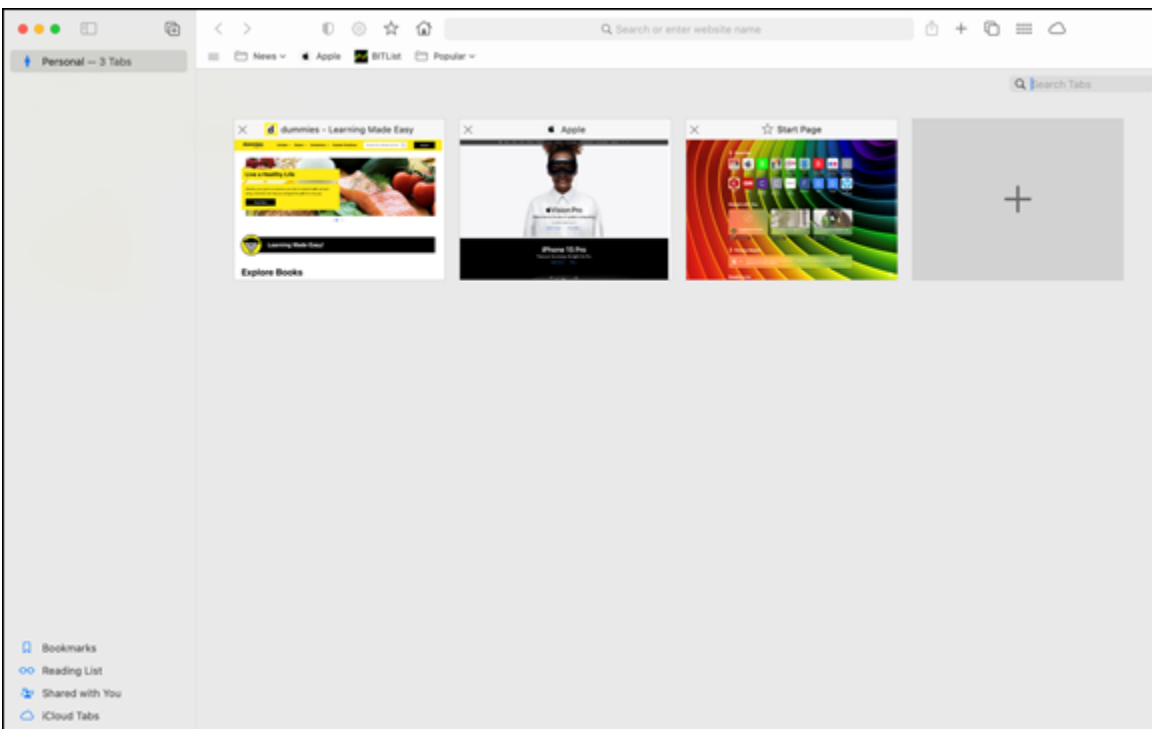 Search or enter website name
Personal — 3 Tabs
News
Apple
BITList
Popular
Search Tabs
dummies - Learning Made Easy
Apple
Start Page
Live a Healthy Life
Vision Pro
Learning Made Easy!
iPhone 15 Pro
Explore Books
Bookmarks
Reading List
Shared with You
iCloud Tabs